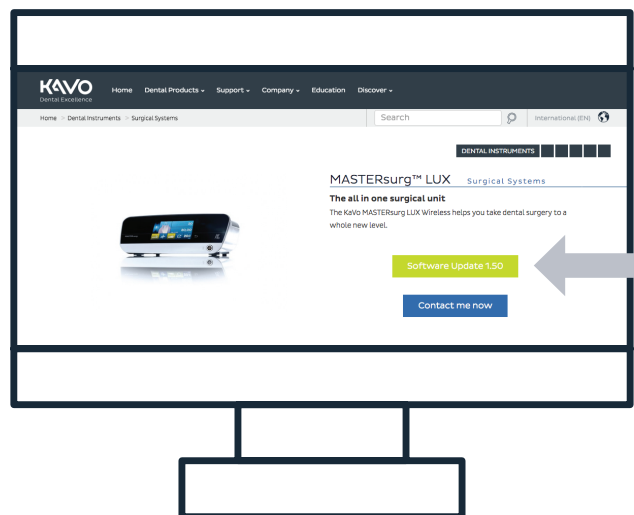 KAVO
Dental Excellence
Home Dental Products Support Company Education Discover
Home > Dental Instruments > Surgical Systems
Search
International (EN)
DENTAL INSTRUMENTS
MASTERsurg™ LUX Surgical Systems
The all in one surgical unit
The KaVo MASTERsurg LUX Wireless helps you take dental surgery to a
whole new level.
Software Update 1.50
Contact me now